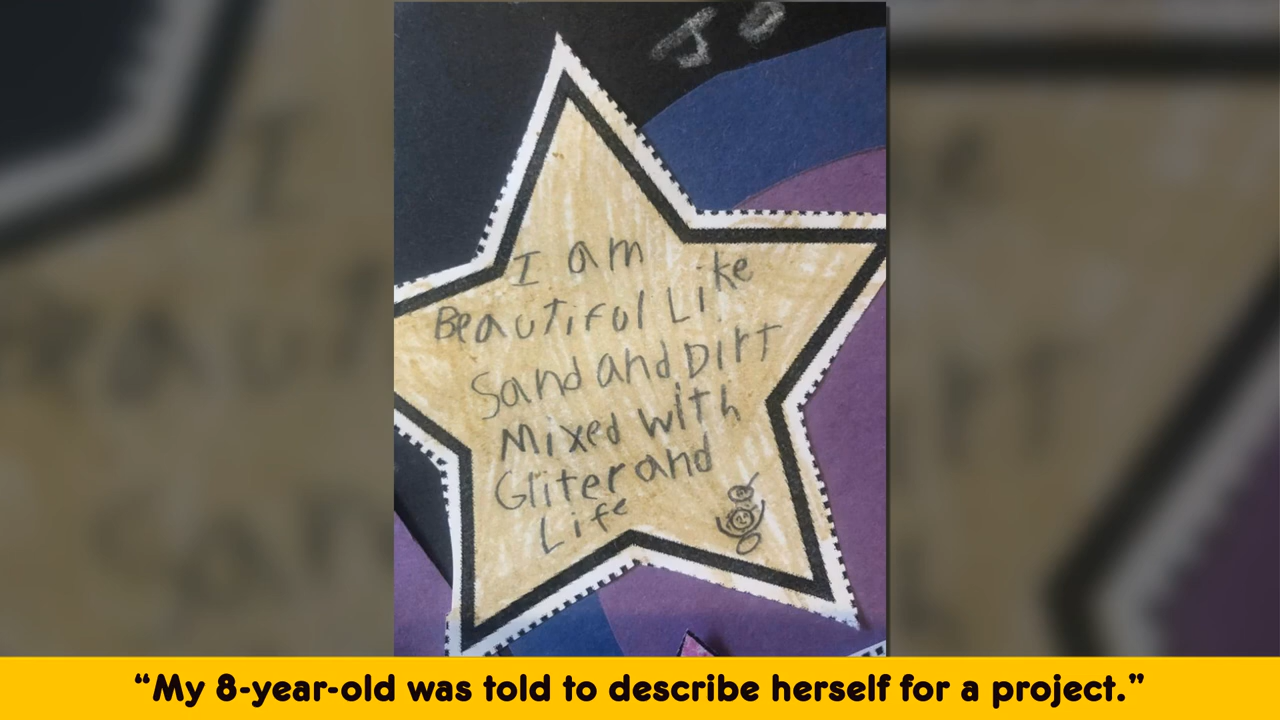 JO
I am
Beautiful Like
Sand and Dirt
Mixed with
Gliter and
Life
“My 8-year-old was told to describe herself for a project.”